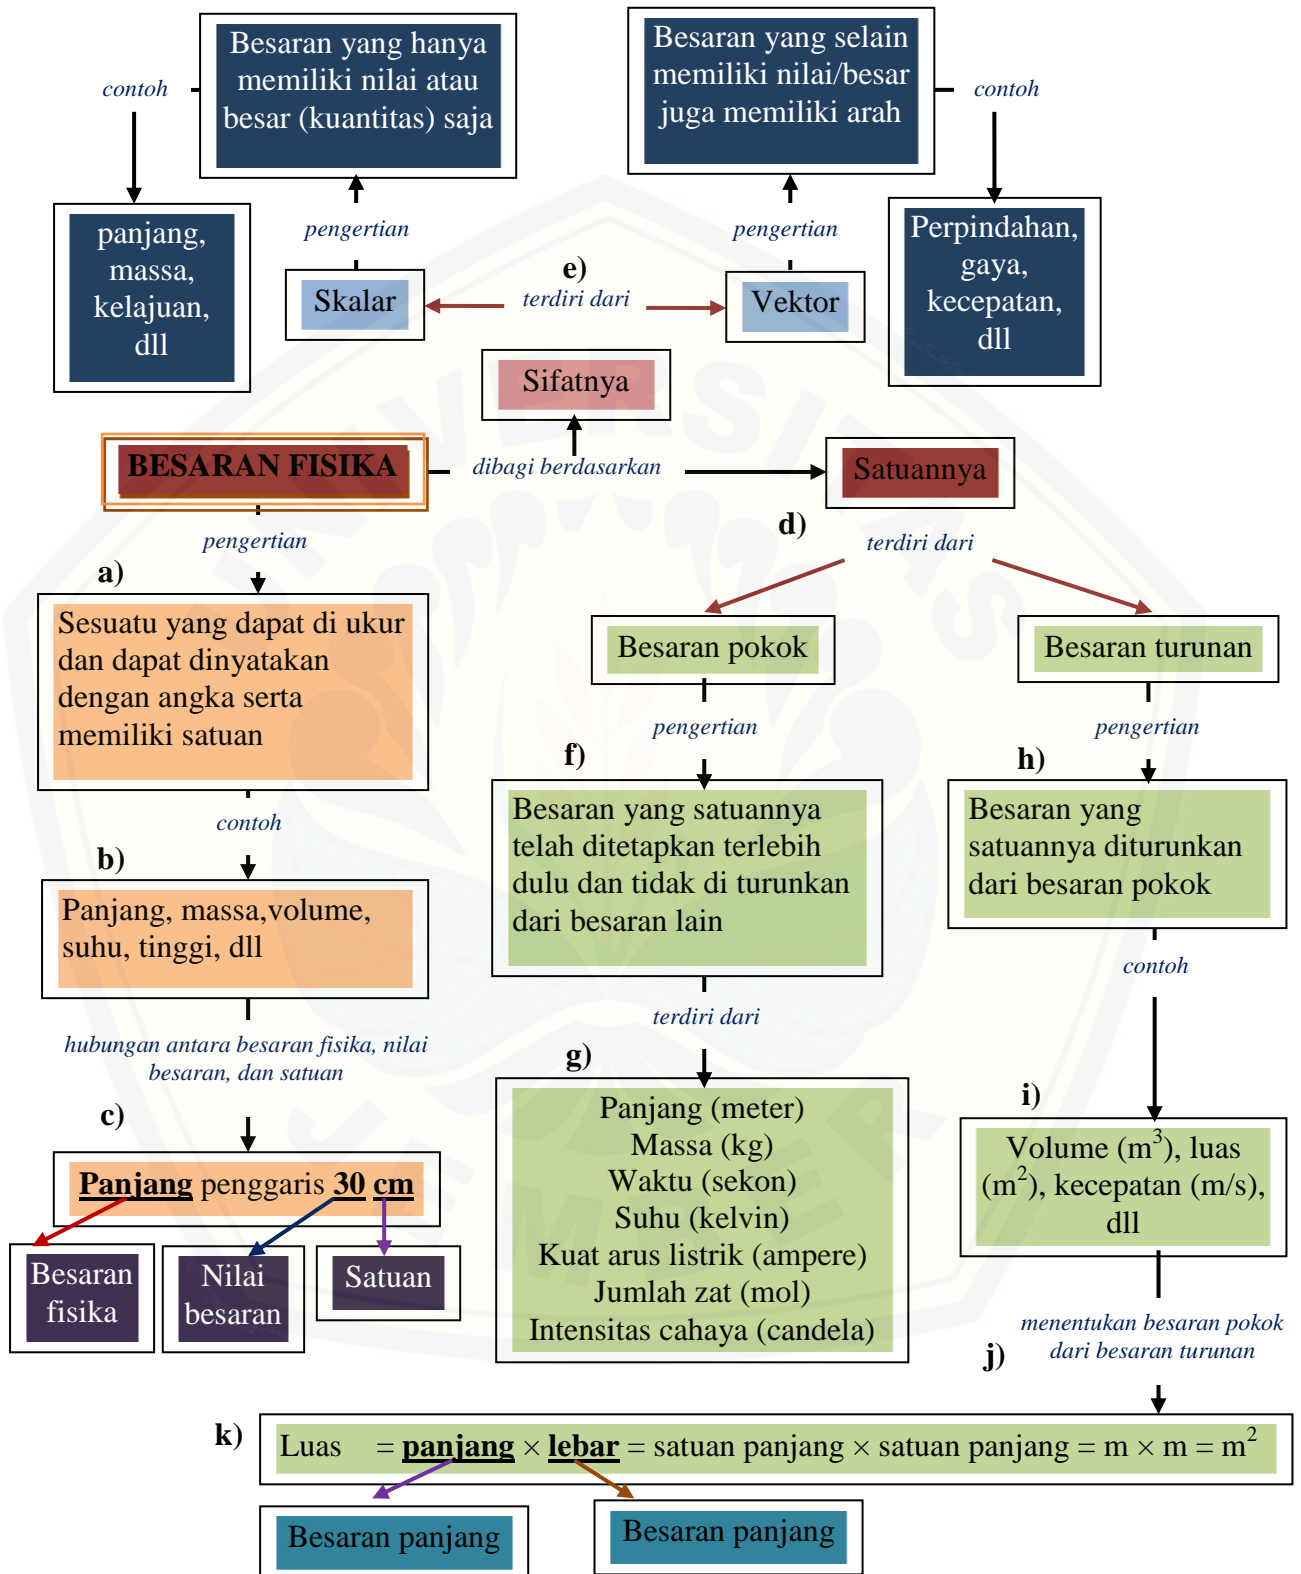 Besaran yang hanya
memiliki nilai atau
besar (kuantitas) saja
Besaran yang selain
memiliki nilai/besar
juga memiliki arah
contoh
contoh
panjang,
massa,
kelajuan,
dll
pengertian
pengertian
Perpindahan,
gaya,
kecepatan,
dll
e)
Skalar
terdiri dari
Vektor
Sifatnya
BESARAN FISIKA
dibagi berdasarkan
Satuannya
d)
pengertian
terdiri dari
a)
Sesuatu yang dapat di ukur
dan dapat dinyatakan
dengan angka serta
memiliki satuan
Besaran pokok
Besaran turunan
pengertian
pengertian
f)
h)
Besaran yang satuannya
telah ditetapkan terlebih
dulu dan tidak di turunkan
dari besaran lain
Besaran yang
satuannya diturunkan
dari besaran pokok
contoh
b)
Panjang, massa,volume,
suhu, tinggi, dll
contoh
terdiri dari
hubungan antara besaran fisika, nilai
besaran, dan satuan
g)
Panjang (meter)
Massa (kg)
Waktu (sekon)
Suhu (kelvin)
Kuat arus listrik (ampere)
Jumlah zat (mol)
Intensitas cahaya (candela)
c)
Panjang penggaris 30 cm
Besaran
fisika
Nilai
besaran
Satuan
i)
Volume (m³), luas
(m²), kecepatan (m/s),
dll
menentukan besaran pokok
dari besaran turunan
j)
k)
Luas = panjang × lebar = satuan panjang × satuan panjang = m × m = m²
Besaran panjang
Besaran panjang
UNIVERSITAS
JEMBER